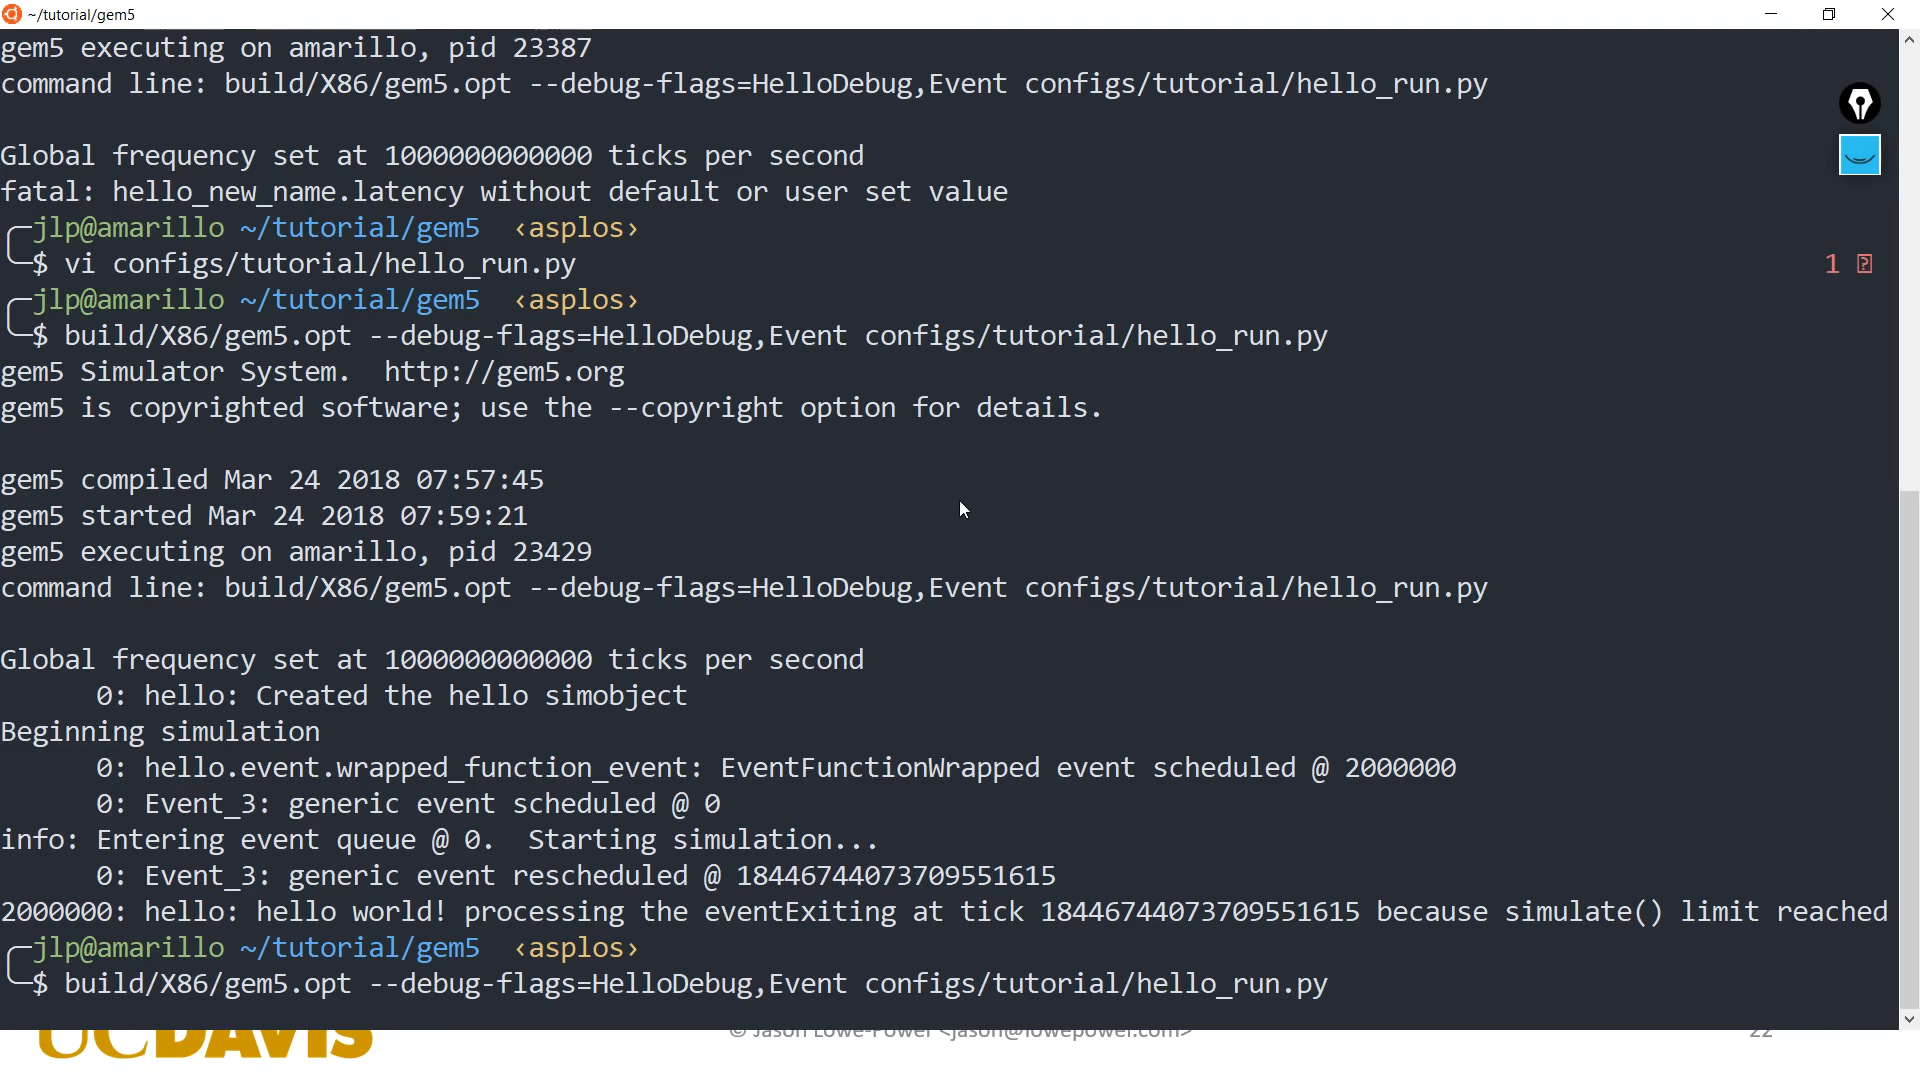 ~/tutorial/gem5
gem5 executing on amarillo, pid 23387
command line: build/X86/gem5.opt --debug-flags=HelloDebug,Event configs/tutorial/hello_run.py
Global frequency set at 1000000000000 ticks per second
fatal: hello_new_name.latency without default or user set value
jlp@amarillo ~/tutorial/gem5 ‹asplos›
$ vi configs/tutorial/hello_run.py 1
jlp@amarillo ~/tutorial/gem5 ‹asplos›
$ build/X86/gem5.opt --debug-flags=HelloDebug,Event configs/tutorial/hello_run.py
gem5 Simulator System. http://gem5.org
gem5 is copyrighted software; use the --copyright option for details.
gem5 compiled Mar 24 2018 07:57:45
gem5 started Mar 24 2018 07:59:21
gem5 executing on amarillo, pid 23429
command line: build/X86/gem5.opt --debug-flags=HelloDebug,Event configs/tutorial/hello_run.py
Global frequency set at 1000000000000 ticks per second
0: hello: Created the hello simobject
Beginning simulation
0: hello.event.wrapped_function_event: EventFunctionWrapped event scheduled @ 2000000
0: Event_3: generic event scheduled @ 0
info: Entering event queue @ 0. Starting simulation...
0: Event_3: generic event rescheduled @ 18446744073709551615
2000000: hello: hello world! processing the eventExiting at tick 18446744073709551615 because simulate() limit reached
jlp@amarillo ~/tutorial/gem5 ‹asplos›
$ build/X86/gem5.opt --debug-flags=HelloDebug,Event configs/tutorial/hello_run.py
UCDAVIS
© Jason Lowe-Power <jason@lowepower.com>
22